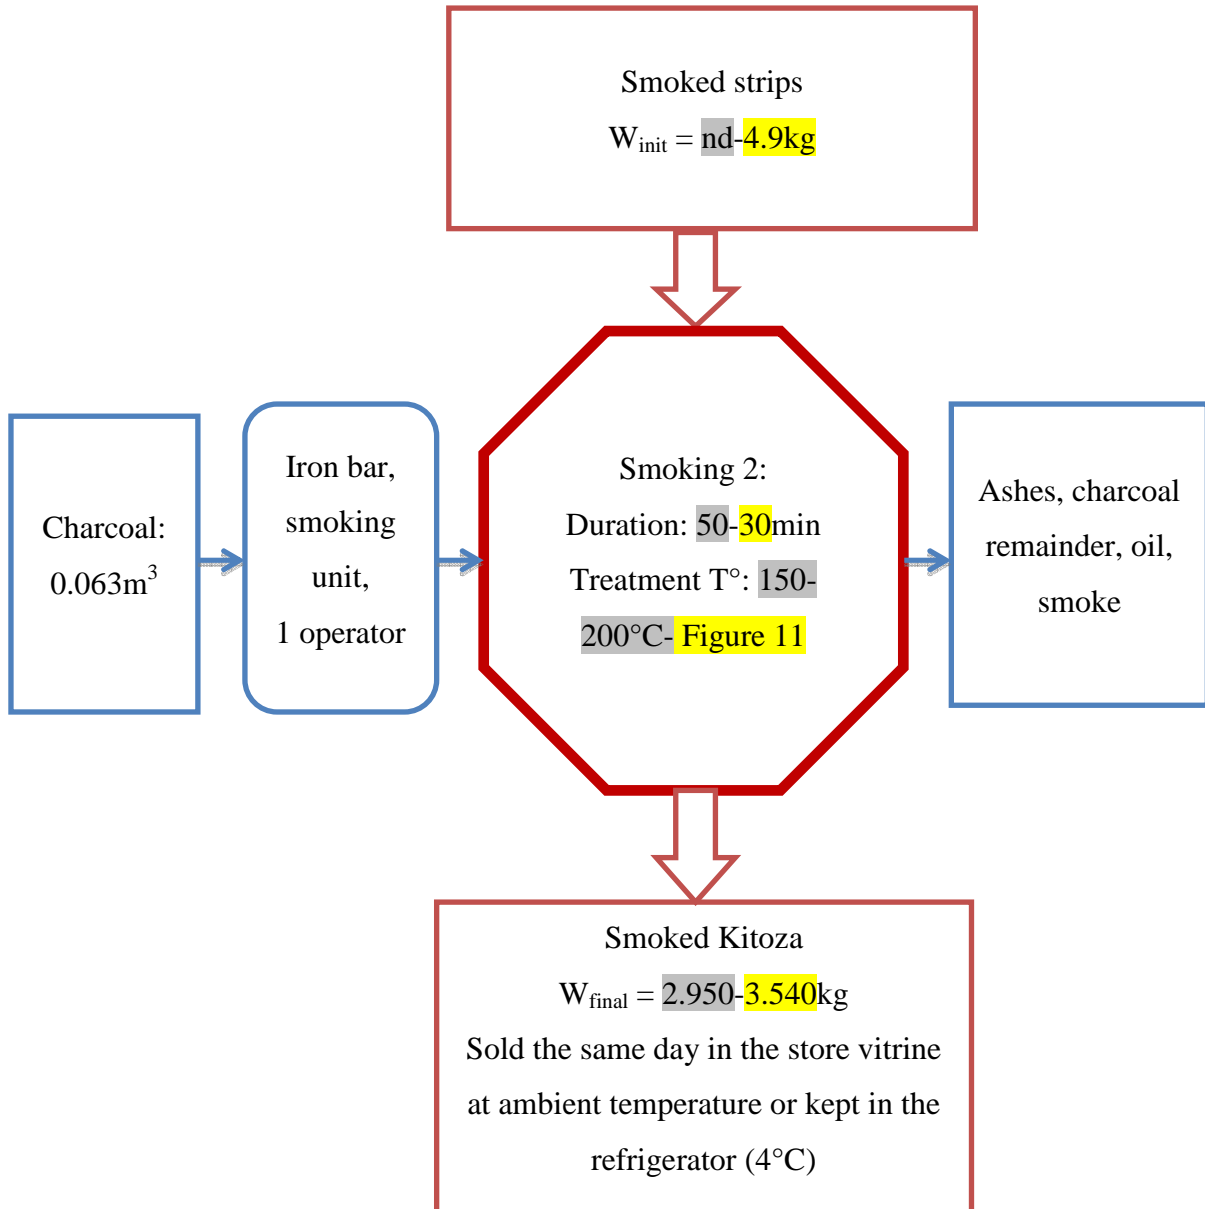 Smoked strips
W_init = nd-4.9kg
Charcoal:
0.063m³
Iron bar,
smoking
unit,
1 operator
Smoking 2:
Duration: 50-30min
Treatment T°: 150-
200°C- Figure 11
Ashes, charcoal
remainder, oil,
smoke
Smoked Kitoza
W_final = 2.950-3.540kg
Sold the same day in the store vitrine
at ambient temperature or kept in the
refrigerator (4°C)